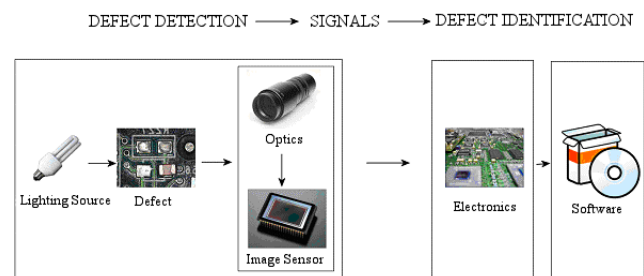 DEFECT DETECTION SIGNALS DEFECT IDENTIFICATION
Optics
Lighting Source Defect Electronics Software
Image Sensor